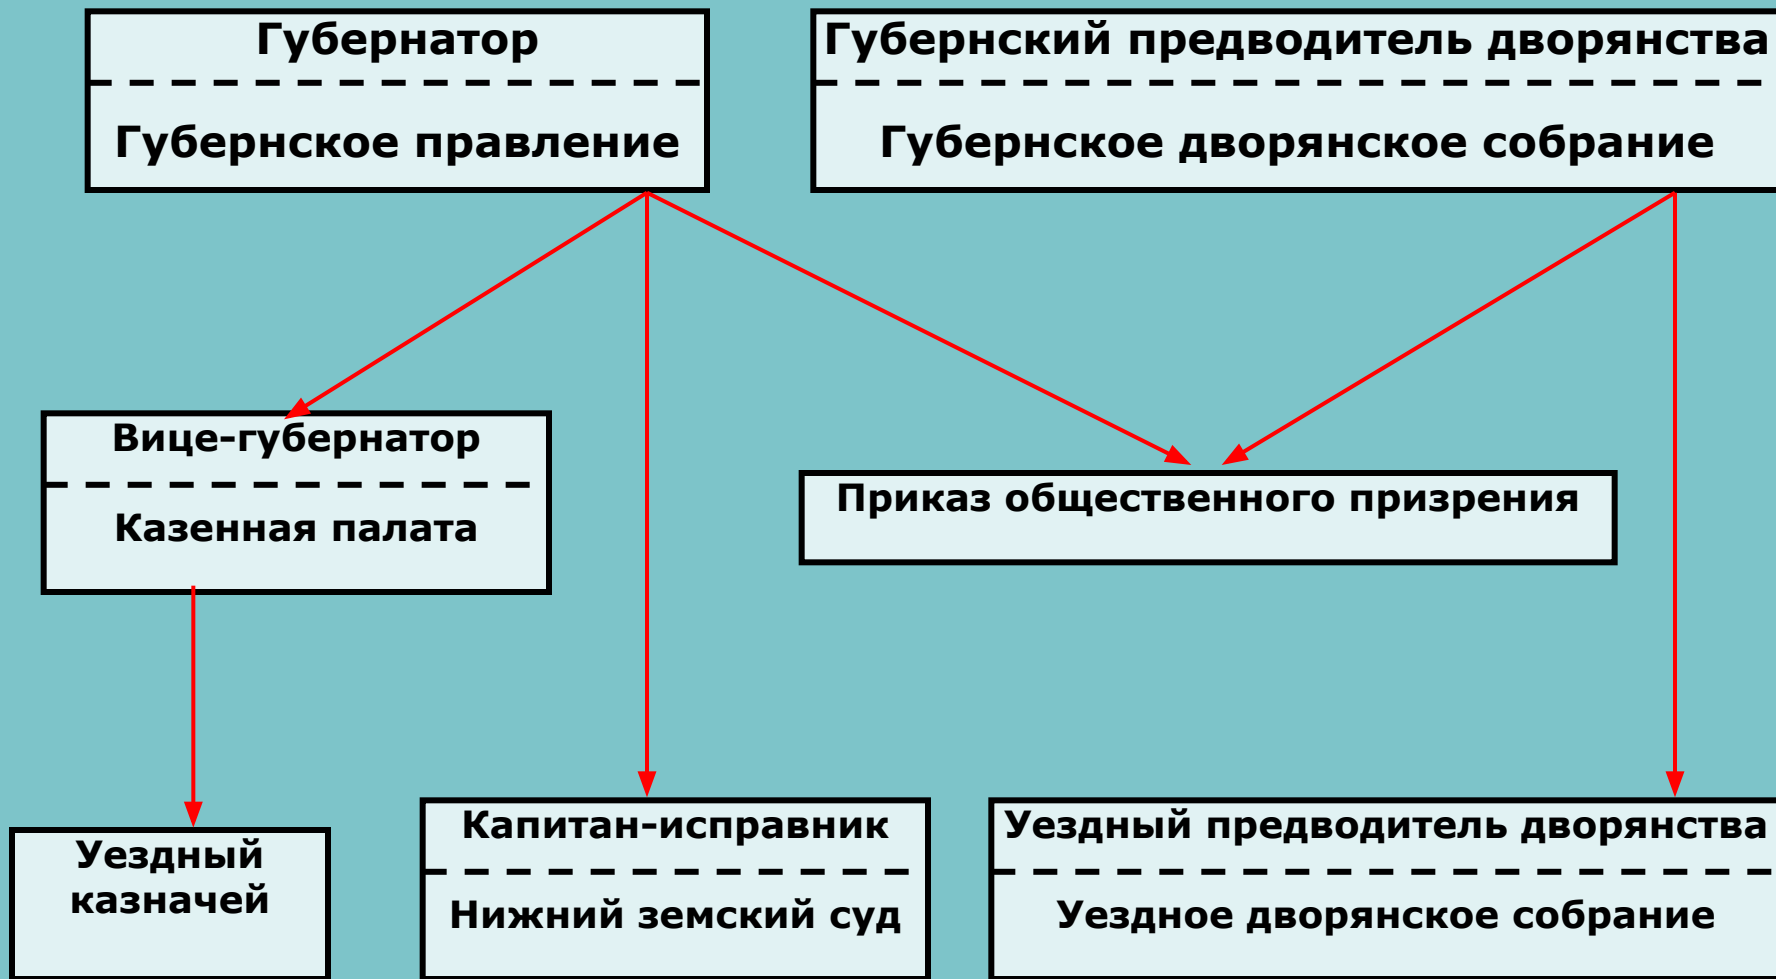 Губернатор
Губернское правление
Губернский предводитель дворянства
Губернское дворянское собрание
Вице-губернатор
Казенная палата
Приказ общественного призрения
Уездный
казначей
Капитан-исправник
Нижний земский суд
Уездный предводитель дворянства
Уездное дворянское собрание